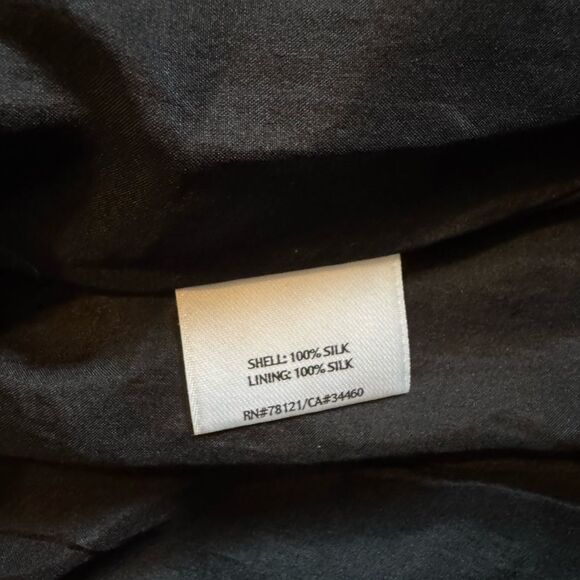 SHELL: 100% SILK
LINING: 100% SILK
RN#78121/CA#34460